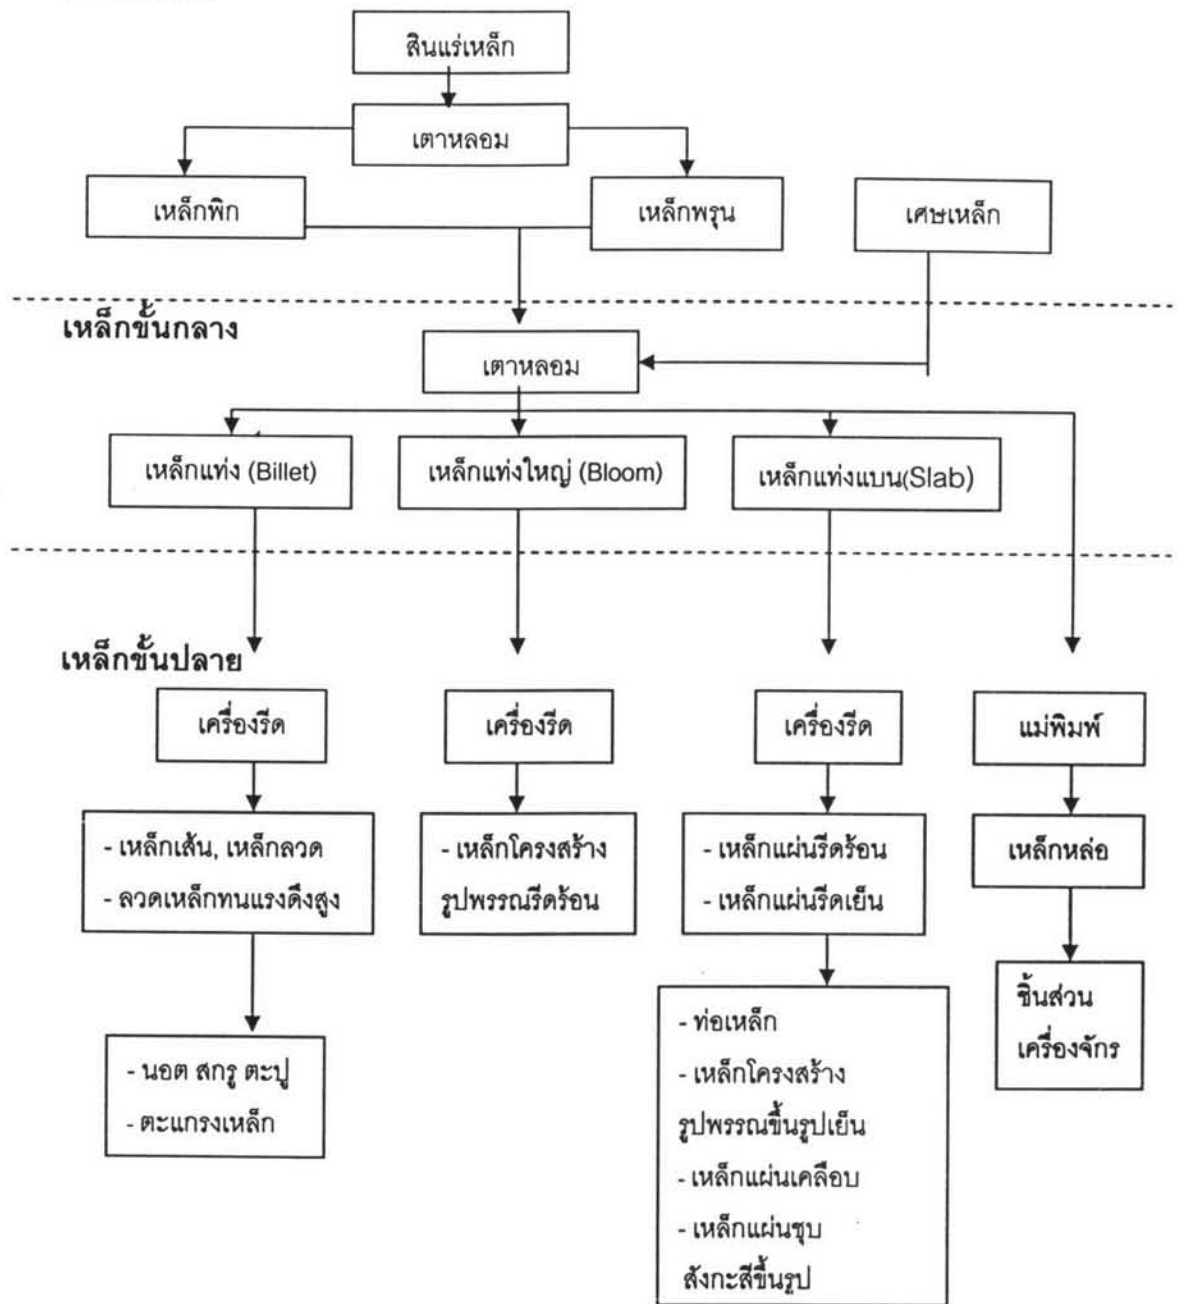 สินแร่เหล็ก
เตาหลอม
เหล็กพิก
เหล็กพรุน
เศษเหล็ก
เหล็กขั้นกลาง
เตาหลอม
เหล็กแท่ง (Billet)
เหล็กแท่งใหญ่ (Bloom)
เหล็กแท่งแบน(Slab)
เหล็กขั้นปลาย
เครื่องรีด
เครื่องรีด
เครื่องรีด
แม่พิมพ์
- เหล็กเส้น, เหล็กลวด
- ลวดเหล็กทนแรงดึงสูง
- เหล็กโครงสร้าง
รูปพรรณรีดร้อน
- เหล็กแผ่นรีดร้อน
- เหล็กแผ่นรีดเย็น
เหล็กหล่อ
- นอต สกรู ตะปู
- ตะแกรงเหล็ก
- ท่อเหล็ก
- เหล็กโครงสร้าง
รูปพรรณขึ้นรูปเย็น
- เหล็กแผ่นเคลือบ
- เหล็กแผ่นชุบ
สังกะสีขึ้นรูป
ชิ้นส่วน
เครื่องจักร